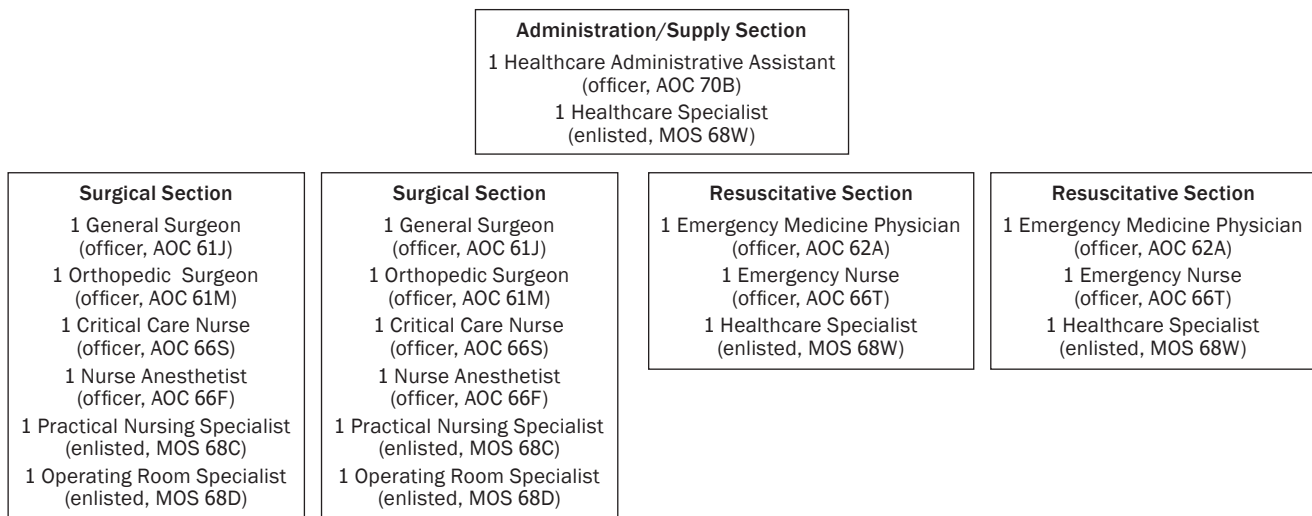 Administration/Supply Section
1 Healthcare Administrative Assistant
(officer, AOC 70B)
1 Healthcare Specialist
(enlisted, MOS 68W)
Surgical Section
1 General Surgeon
(officer, AOC 61J)
1 Orthopedic Surgeon
(officer, AOC 61M)
1 Critical Care Nurse
(officer, AOC 66S)
1 Nurse Anesthetist
(officer, AOC 66F)
1 Practical Nursing Specialist
(enlisted, MOS 68C)
1 Operating Room Specialist
(enlisted, MOS 68D)
Surgical Section
1 General Surgeon
(officer, AOC 61J)
1 Orthopedic Surgeon
(officer, AOC 61M)
1 Critical Care Nurse
(officer, AOC 66S)
1 Nurse Anesthetist
(officer, AOC 66F)
1 Practical Nursing Specialist
(enlisted, MOS 68C)
1 Operating Room Specialist
(enlisted, MOS 68D)
Resuscitative Section
1 Emergency Medicine Physician
(officer, AOC 62A)
1 Emergency Nurse
(officer, AOC 66T)
1 Healthcare Specialist
(enlisted, MOS 68W)
Resuscitative Section
1 Emergency Medicine Physician
(officer, AOC 62A)
1 Emergency Nurse
(officer, AOC 66T)
1 Healthcare Specialist
(enlisted, MOS 68W)